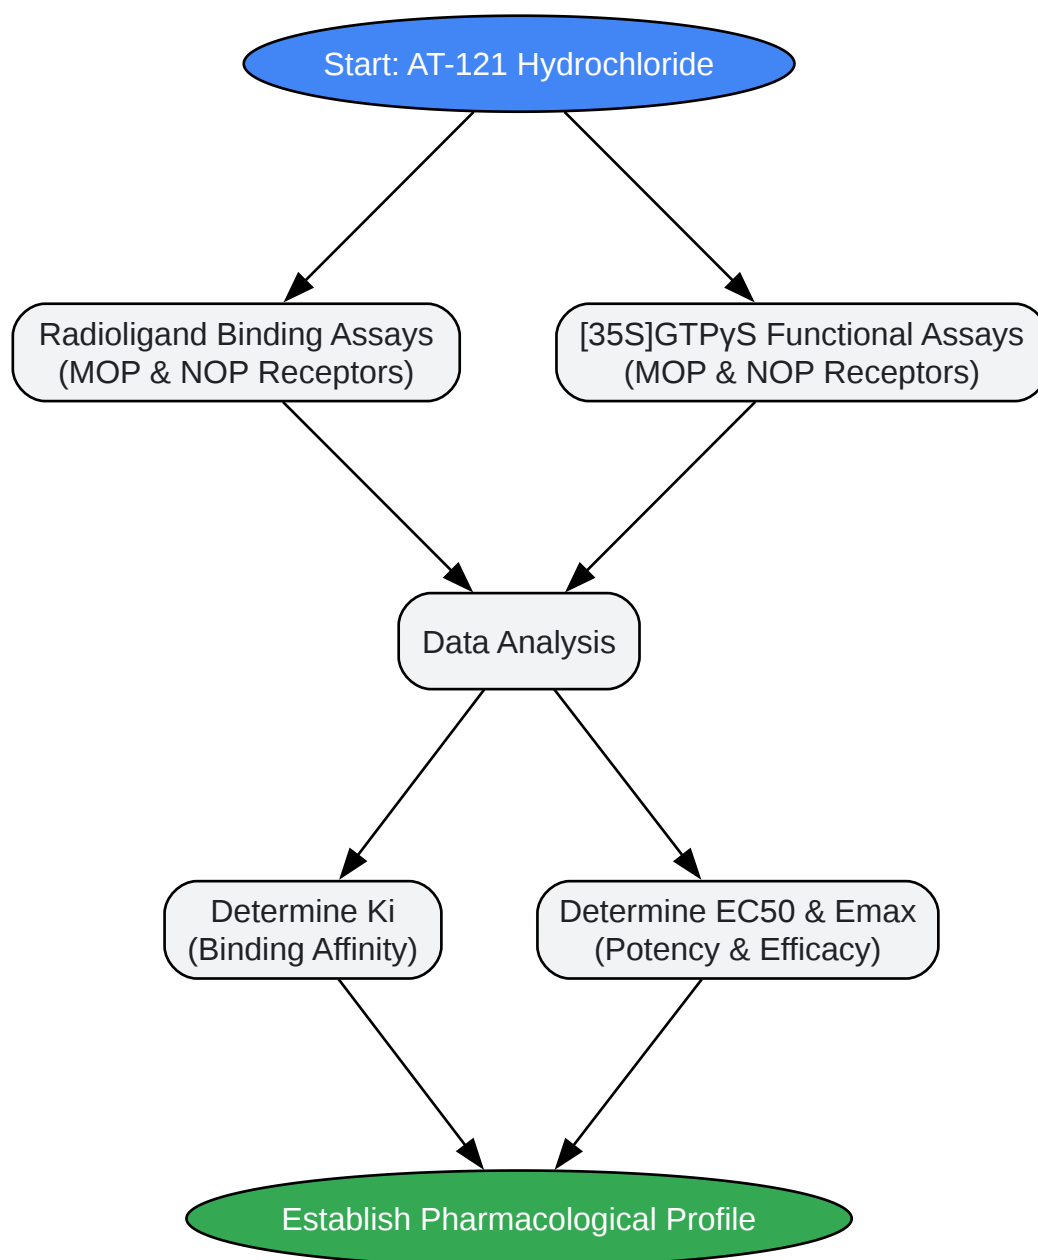 Start: AT-121 Hydrochloride
Radioligand Binding Assays
(MOP & NOP Receptors)
[35S]GTPγS Functional Assays
(MOP & NOP Receptors)
Data Analysis
Determine Ki
(Binding Affinity)
Determine EC50 & Emax
(Potency & Efficacy)
Establish Pharmacological Profile